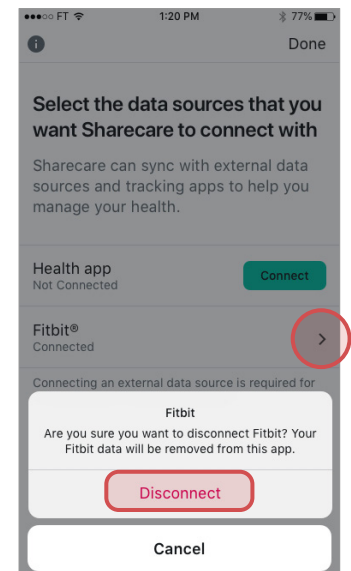 FT 1:20 PM 77%
Done
Select the data sources that you
want Sharecare to connect with
Sharecare can sync with external data
sources and tracking apps to help you
manage your health.
Health app
Not Connected
Connect
Fitbit®
Connected
Connecting an external data source is required for
Fitbit
Are you sure you want to disconnect Fitbit? Your
Fitbit data will be removed from this app.
Disconnect
Cancel